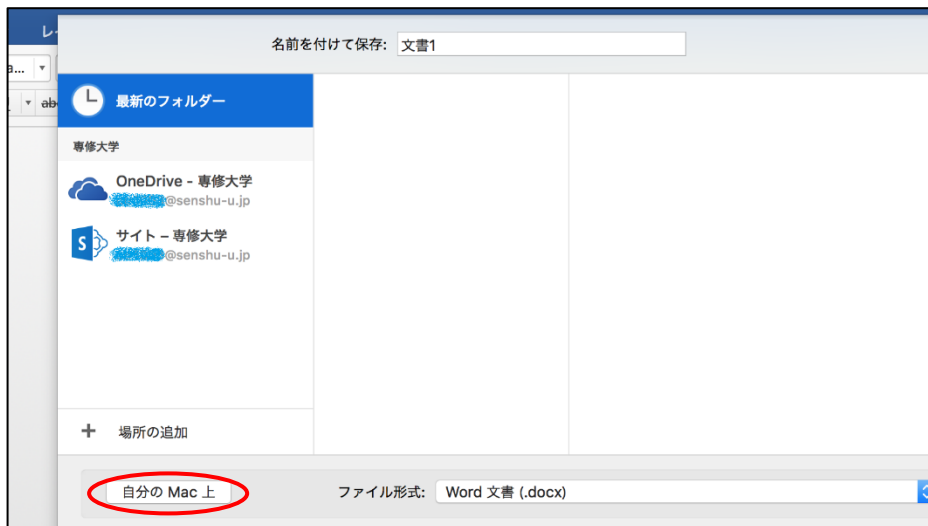 名前を付けて保存: 文書1
最新のフォルダー
専修大学
OneDrive - 専修大学
@senshu-u.jp
サイト – 専修大学
@senshu-u.jp
+ 場所の追加
自分の Mac 上
ファイル形式: Word 文書 (.docx)